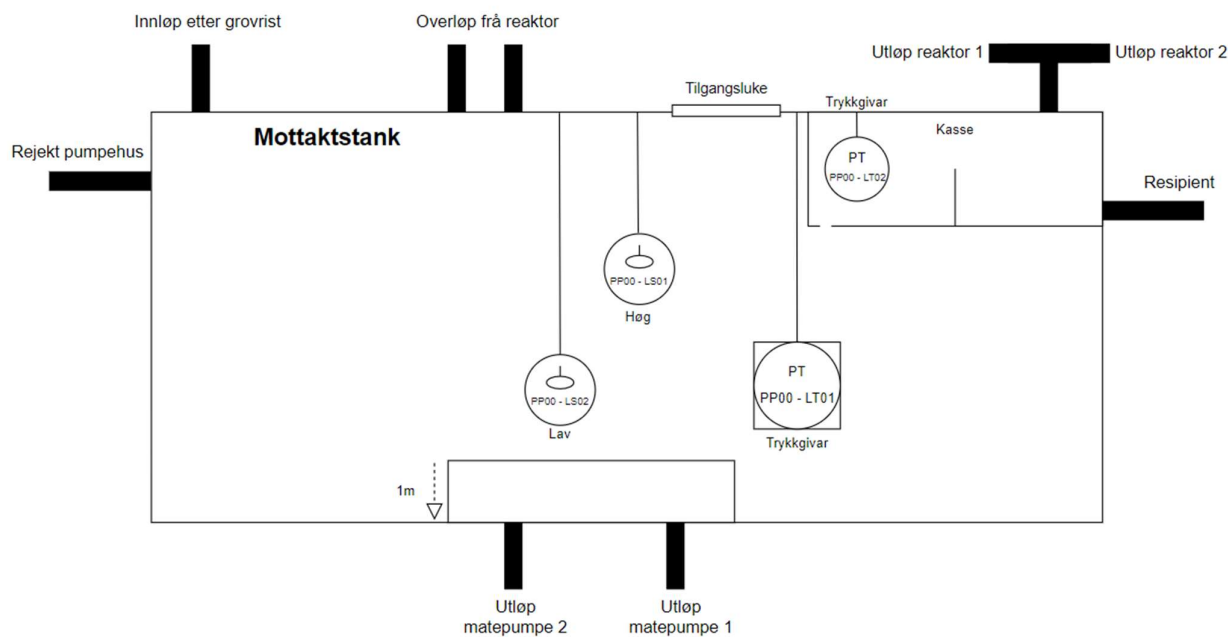 Innløp etter grovrist
Overløp frå reaktor
Utløp reaktor 1
Utløp reaktor 2
Tilgangsluke
Trykkgivar
Kasse
Mottaktstank
Rejekt pumpehus
PT
PP00 - LT02
Resipient
PP00 - LS01
Høg
PT
PP00 - LT01
PP00 - LS02
Lav
Trykkgivar
1m
Utløp
matepumpe 2
Utløp
matepumpe 1